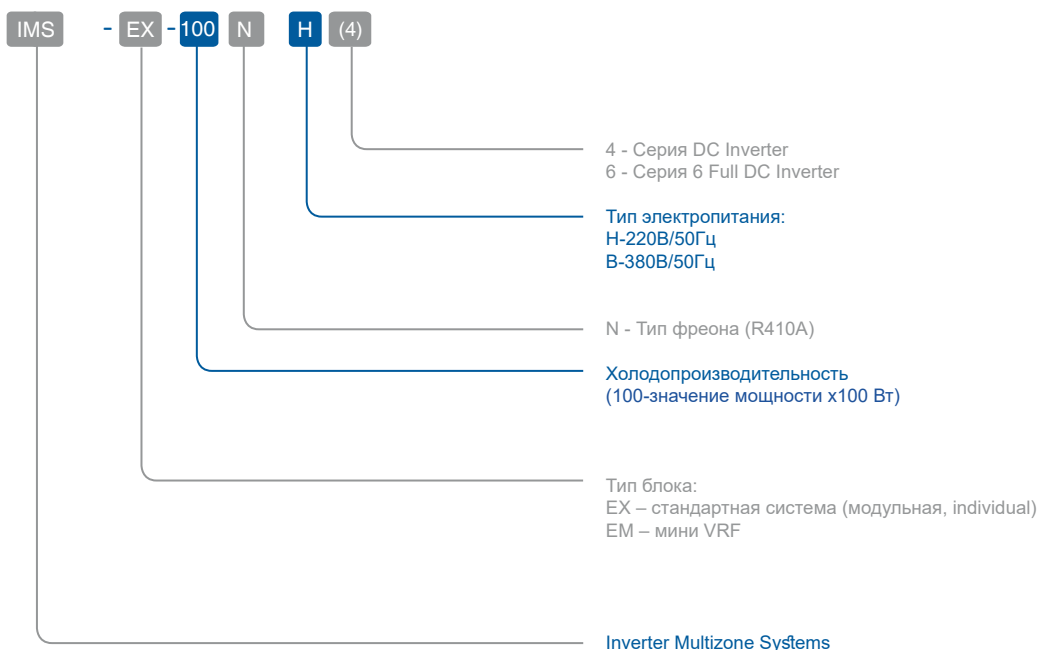 IMS - EX - 100 N H (4)
4 - Серия DC Inverter
6 - Серия 6 Full DC Inverter
Тип электропитания:
H-220В/50Гц
B-380В/50Гц
N - Тип фреона (R410A)
Холодопроизводительность
(100-значение мощности х100 Вт)
Тип блока:
EX – стандартная система (модульная, individual)
EM – мини VRF
Inverter Multizone Systems